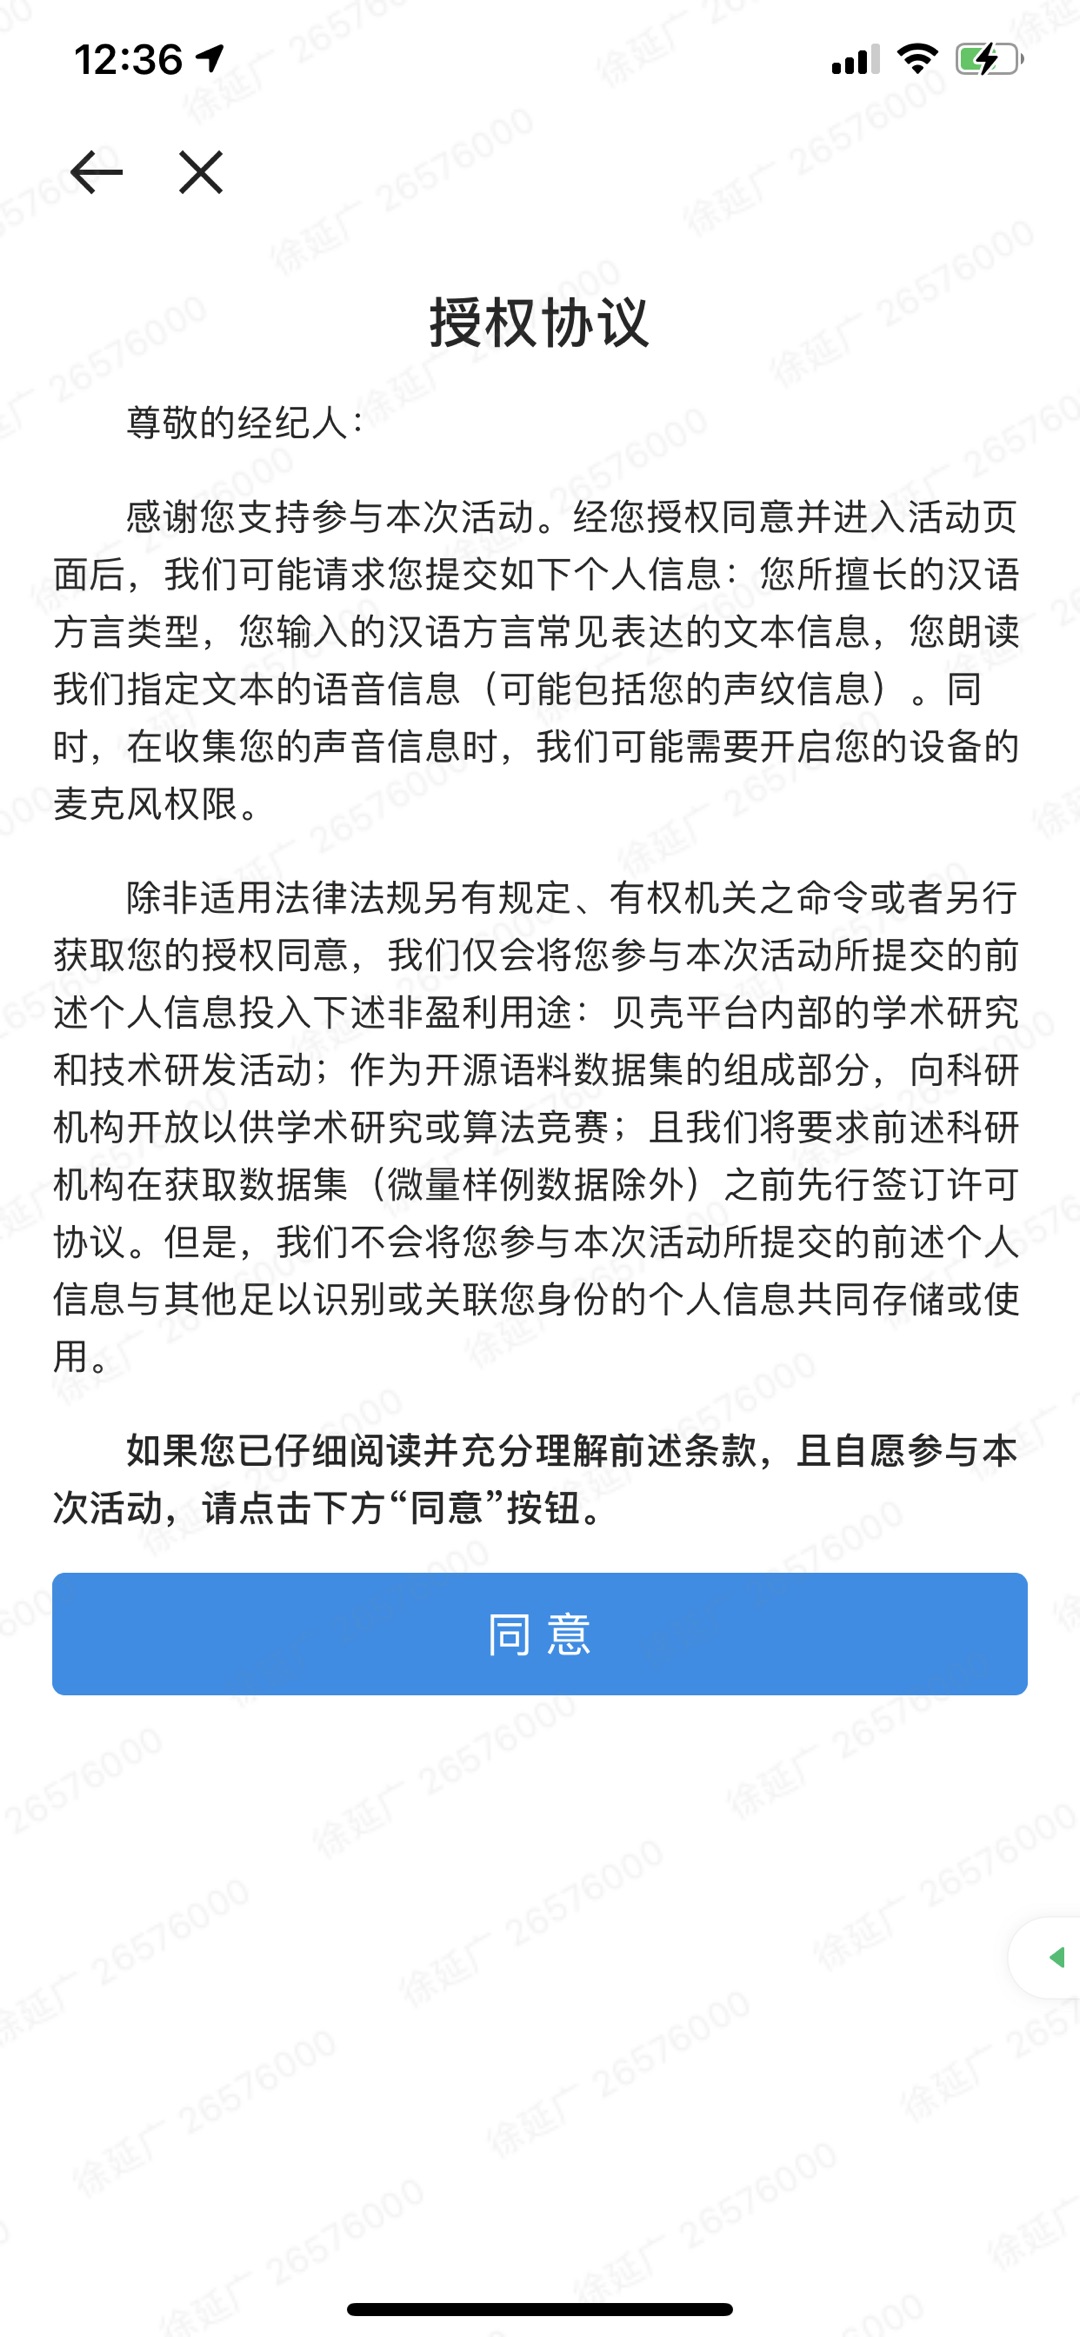 12:36
授权协议
尊敬的经纪人：
感谢您支持参与本次活动。经您授权同意并进入活动页
面后，我们可能请求您提交如下个人信息：您所擅长的汉语
方言类型，您输入的汉语方言常见表达的文本信息，您朗读
我们指定文本的语音信息（可能包括您的声纹信息）。同
时，在收集您的声音信息时，我们可能需要开启您的设备的
麦克风权限。
除非适用法律法规另有规定、有权机关之命令或者另行
获取您的授权同意，我们仅会将您参与本次活动所提交的前
述个人信息投入下述非盈利用途：贝壳平台内部的学术研究
和技术研发活动；作为开源语料数据集的组成部分，向科研
机构开放以供学术研究或算法竞赛；且我们将要求前述科研
机构在获取数据集（微量样例数据除外）之前先行签订许可
协议。但是，我们不会将您参与本次活动所提交的前述个人
信息与其他足以识别或关联您身份的个人信息共同存储或使
用。
如果您已仔细阅读并充分理解前述条款，且自愿参与本
次活动，请点击下方“同意”按钮。
同意
徐延广 26576000